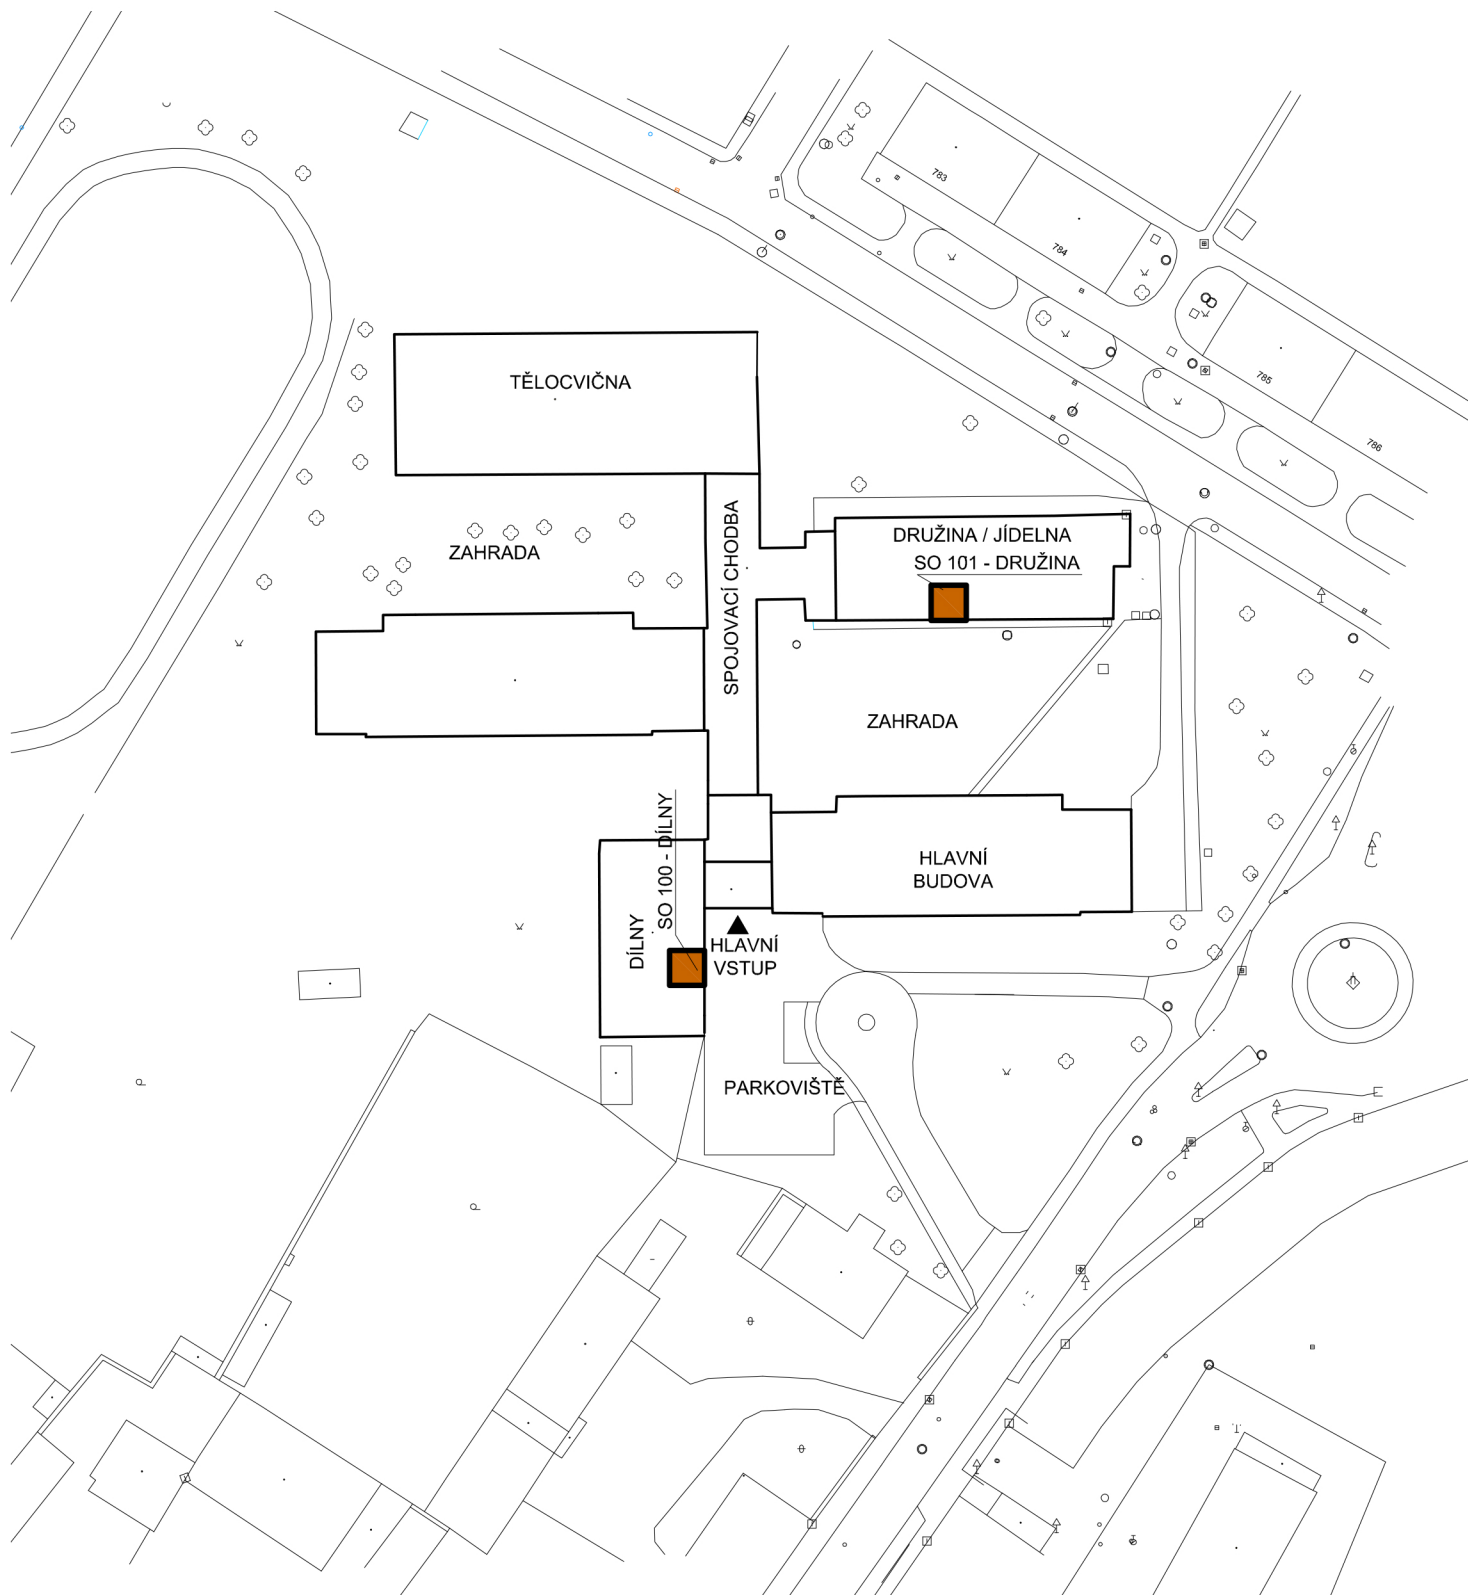 783
784
785
786
TĚLOCVIČNA
ZAHRADA
SPOJOVACÍ CHODBA
DRUŽINA / JÍDELNA
SO 101 - DRUŽINA
ZAHRADA
SO 100 - DÍLNY
DÍLNY
HLAVNÍ
BUDOVA
HLAVNÍ
VSTUP
PARKOVIŠTĚ